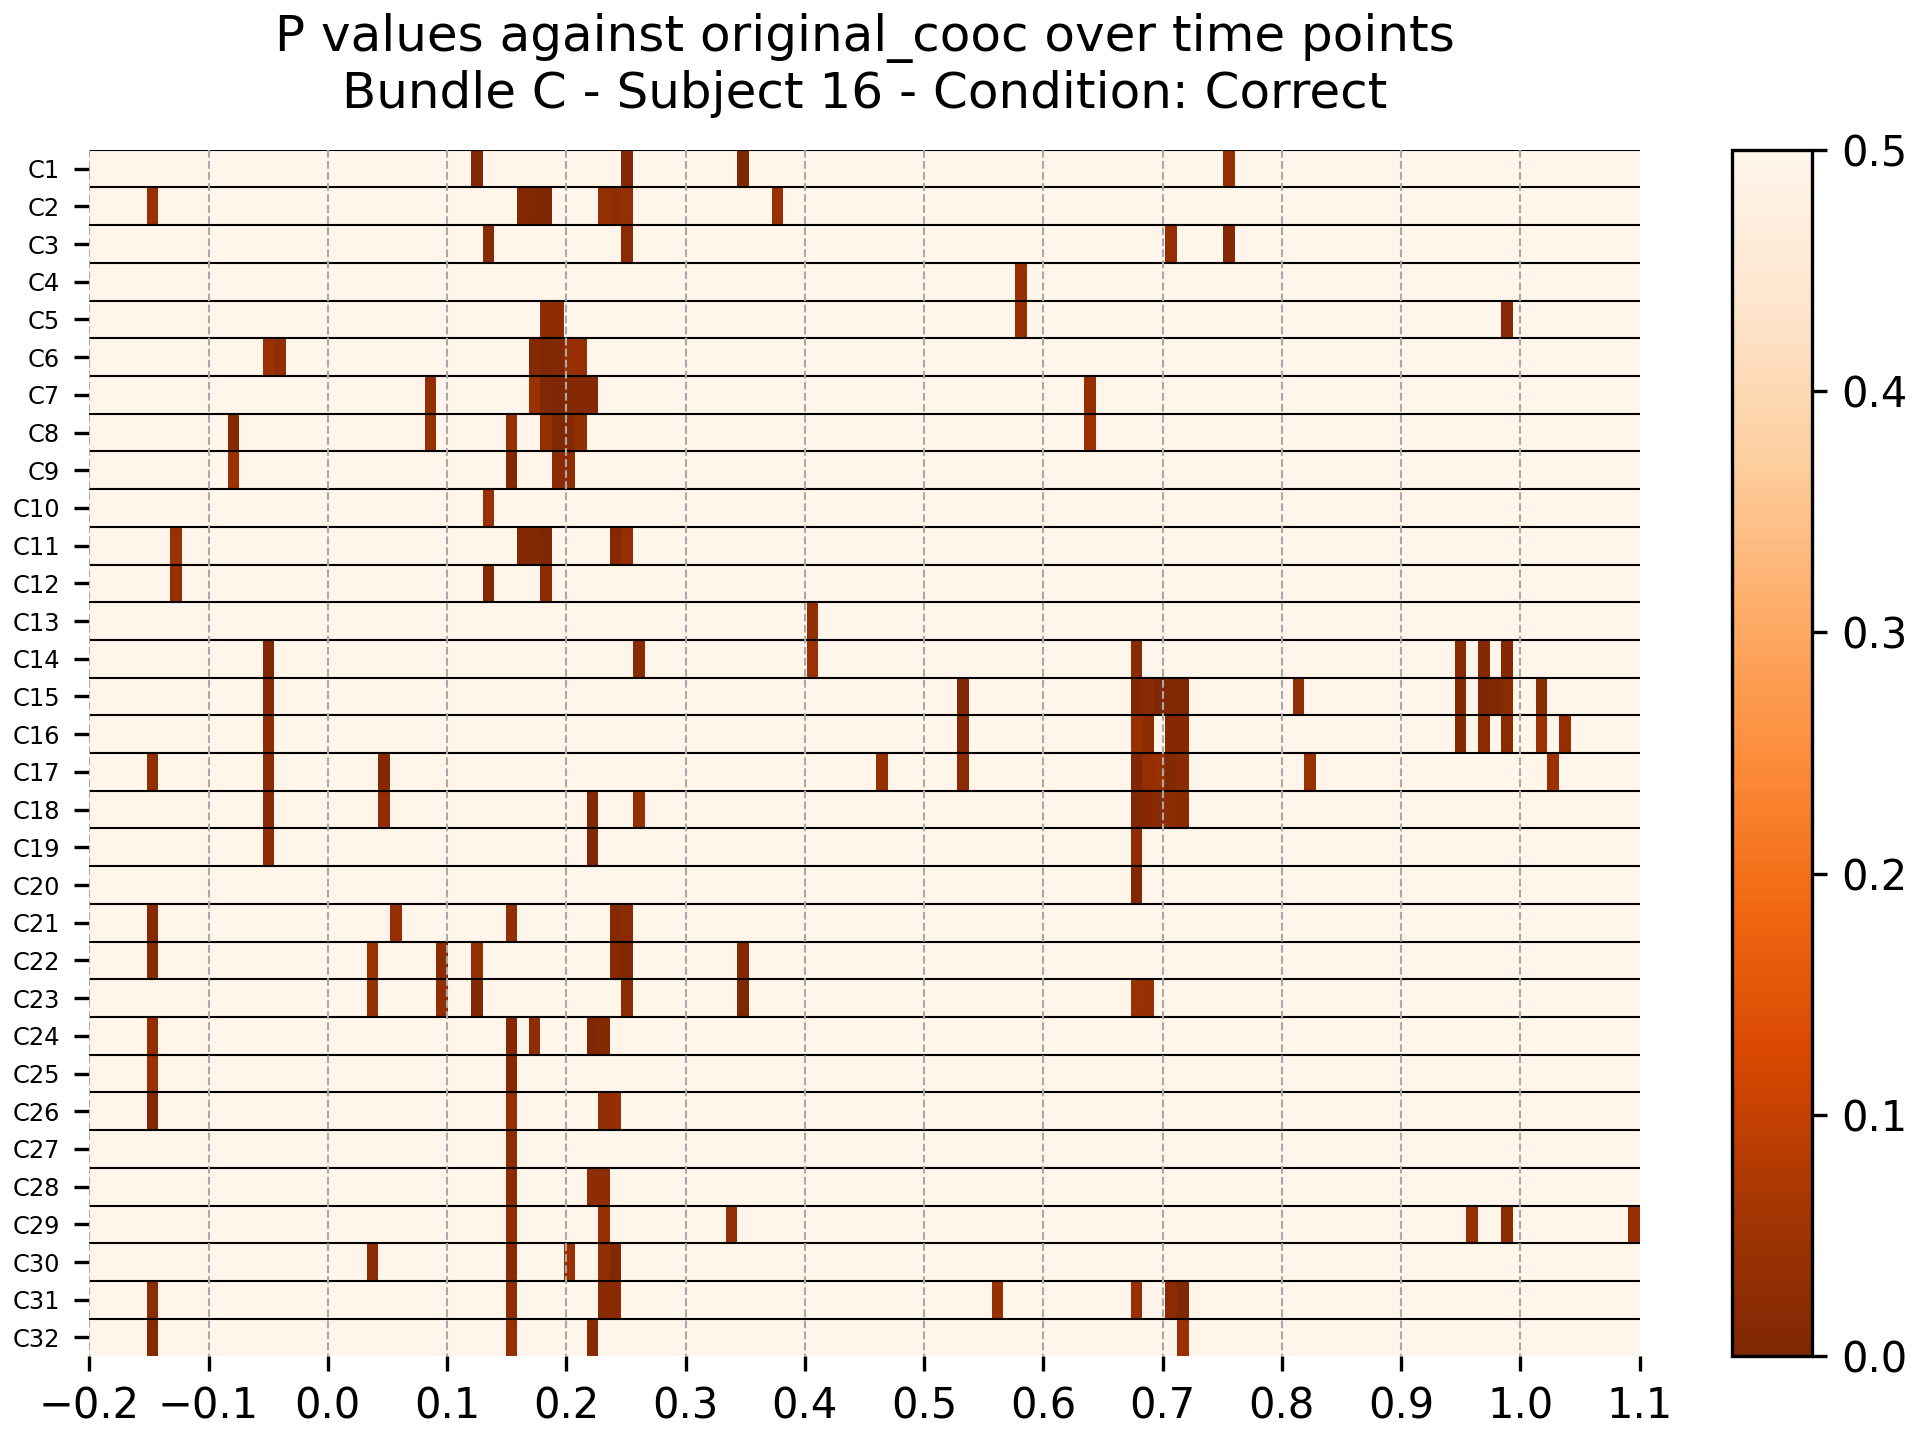 P values against original_cooc over time points
Bundle C - Subject 16 - Condition: Correct
C1
C2
C3
C4
C5
C6
C7
C8
C9
C10
C11
C12
C13
C14
C15
C16
C17
C18
C19
C20
C21
C22
C23
C24
C25
C26
C27
C28
C29
C30
C31
C32
−0.2 −0.1 0.0 0.1 0.2 0.3 0.4 0.5 0.6 0.7 0.8 0.9 1.0 1.1
0.5
0.4
0.3
0.2
0.1
0.0